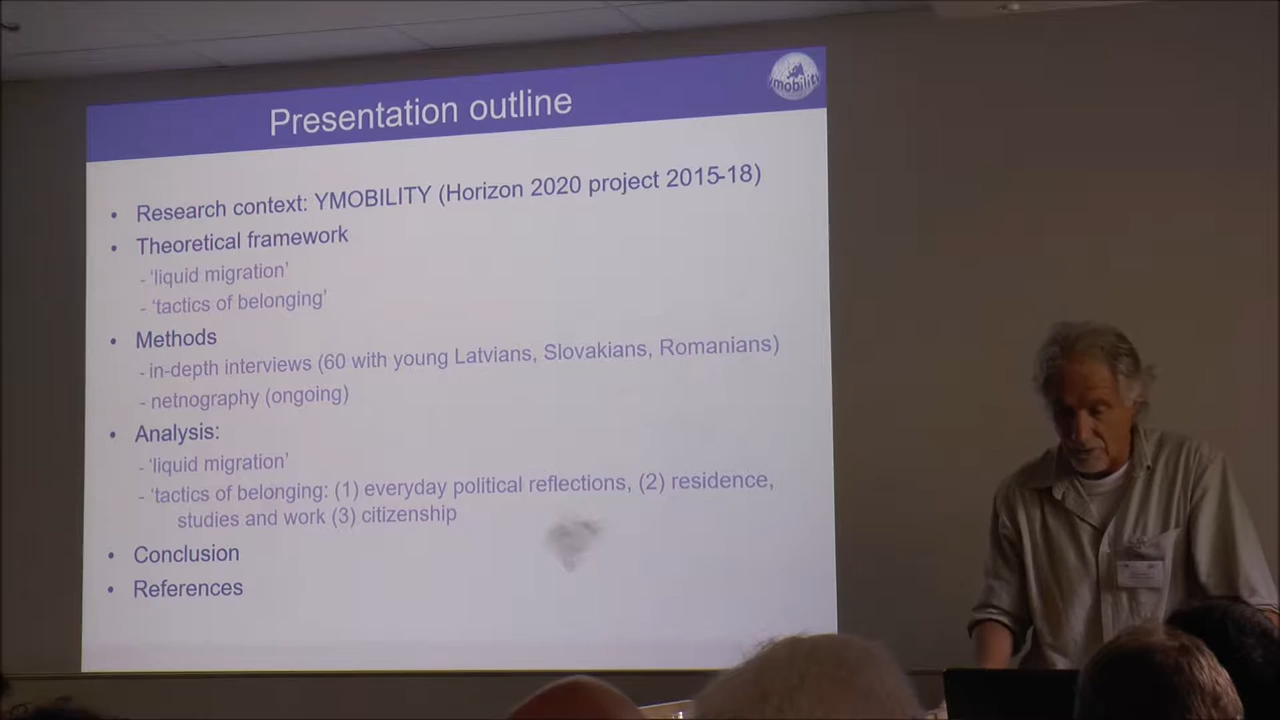 Presentation outline
ymobility
• Research context: YMOBILITY (Horizon 2020 project 2015-18)
• Theoretical framework
- 'liquid migration'
- 'tactics of belonging'
• Methods
- in-depth interviews (60 with young Latvians, Slovakians, Romanians)
- netnography (ongoing)
• Analysis:
- 'liquid migration'
- 'tactics of belonging: (1) everyday political reflections, (2) residence,
studies and work (3) citizenship
• Conclusion
• References